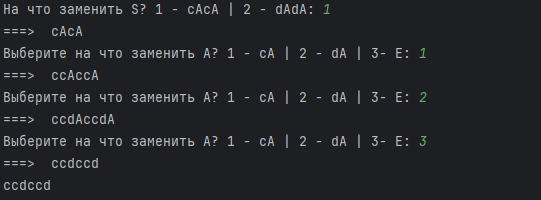 На что заменить S? 1 - cAcA | 2 - dAdA: 1
===>  cAcA
Выберите на что заменить A? 1 - cA | 2 - dA | 3- E: 1
===>  ccAccA
Выберите на что заменить A? 1 - cA | 2 - dA | 3- E: 2
===>  ccdAccdA
Выберите на что заменить A? 1 - cA | 2 - dA | 3- E: 3
===>  ccdccd
ccdccd